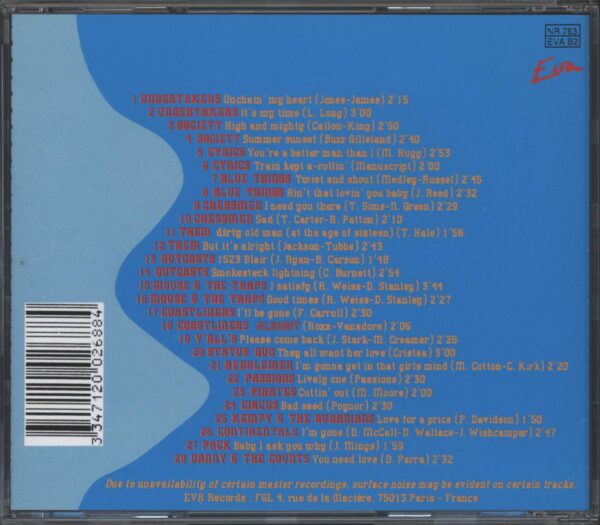 NR 763
EVA B2
Eva
1 UNDERTAKERS Unchain' my heart (Jones-James) 2'15
2 UNDERTAKERS It's my time (L. Long) 3'00
3 SOCIETY High and mighty (Callon-King) 2'50
4 SOCIETY Summer sunset (Buzz Gilleland) 2'40
5 CYNICS You're a better man than I (M. Hugg) 2'53
6 CYNICS Train kept a-rollin' (Manuscript) 2'00
7 BLUE THINGS Twist and shout (Medley-Russel) 2'45
8 BLUE THINGS Ain't that lovin' you baby (J. Reed) 2'32
9 CHESSMEN I need you there (T. Sims-R. Green) 2'29
10 CHESSMEN Sad (T. Carter-R. Patton) 2'10
11 THEM dirty old man (at the age of sixteen) (T. Hale) 1'56
12 THEM But it's alright (Jackson-Tubbs) 2'43
13 OUTCASTS 1523 Blair (J. Ryan-B. Carson) 1'48
14 OUTCASTS Smokestack lightning (C. Burnett) 2'54
15 MOUSE & THE TRAPS I satisfy (R. Weiss-D. Stanley) 3'44
16 MOUSE & THE TRAPS Good times (R. Weiss-D. Stanley) 2'27
17 COASTLINERS I'll be gone (F. Carroll) 2'30
18 COASTLINERS ALRIGHT (Roxx-Vanadore) 2'06
19 Y'ALL'S Please come back (J. Stark-M. Creamer) 2'26
20 STATUS QUO They all want her love (Cristea) 3'00
21 REDDLEMEN I'm gonna get in that girls mind (M. Cotton-C. Kirk) 2'20
22 PASSIONS Lively one (Passions) 2'30
23 PIRATES Cuttin' out (M. Moore) 2'00
24 CIRCUS Bad seed (Poynor) 2'30
25 KEMPY & THE GUARDIANS Love for a price (P. Davidson) 1'50
26 CONTINENTALS I'm gone (D. McCall-D. Wallace-J. Wishcamper) 2'47
27 PACK Baby I ask you why (J. Mings) 1'59
28 DANNY & THE COUNTS You need love (D. Parra) 2'32
3 347120 026884
Due to unavailability of certain master recordings, surface noise may be evident on certain tracks.
EVA Records : FGL 4, rue de la Glacière, 75013 Paris - France